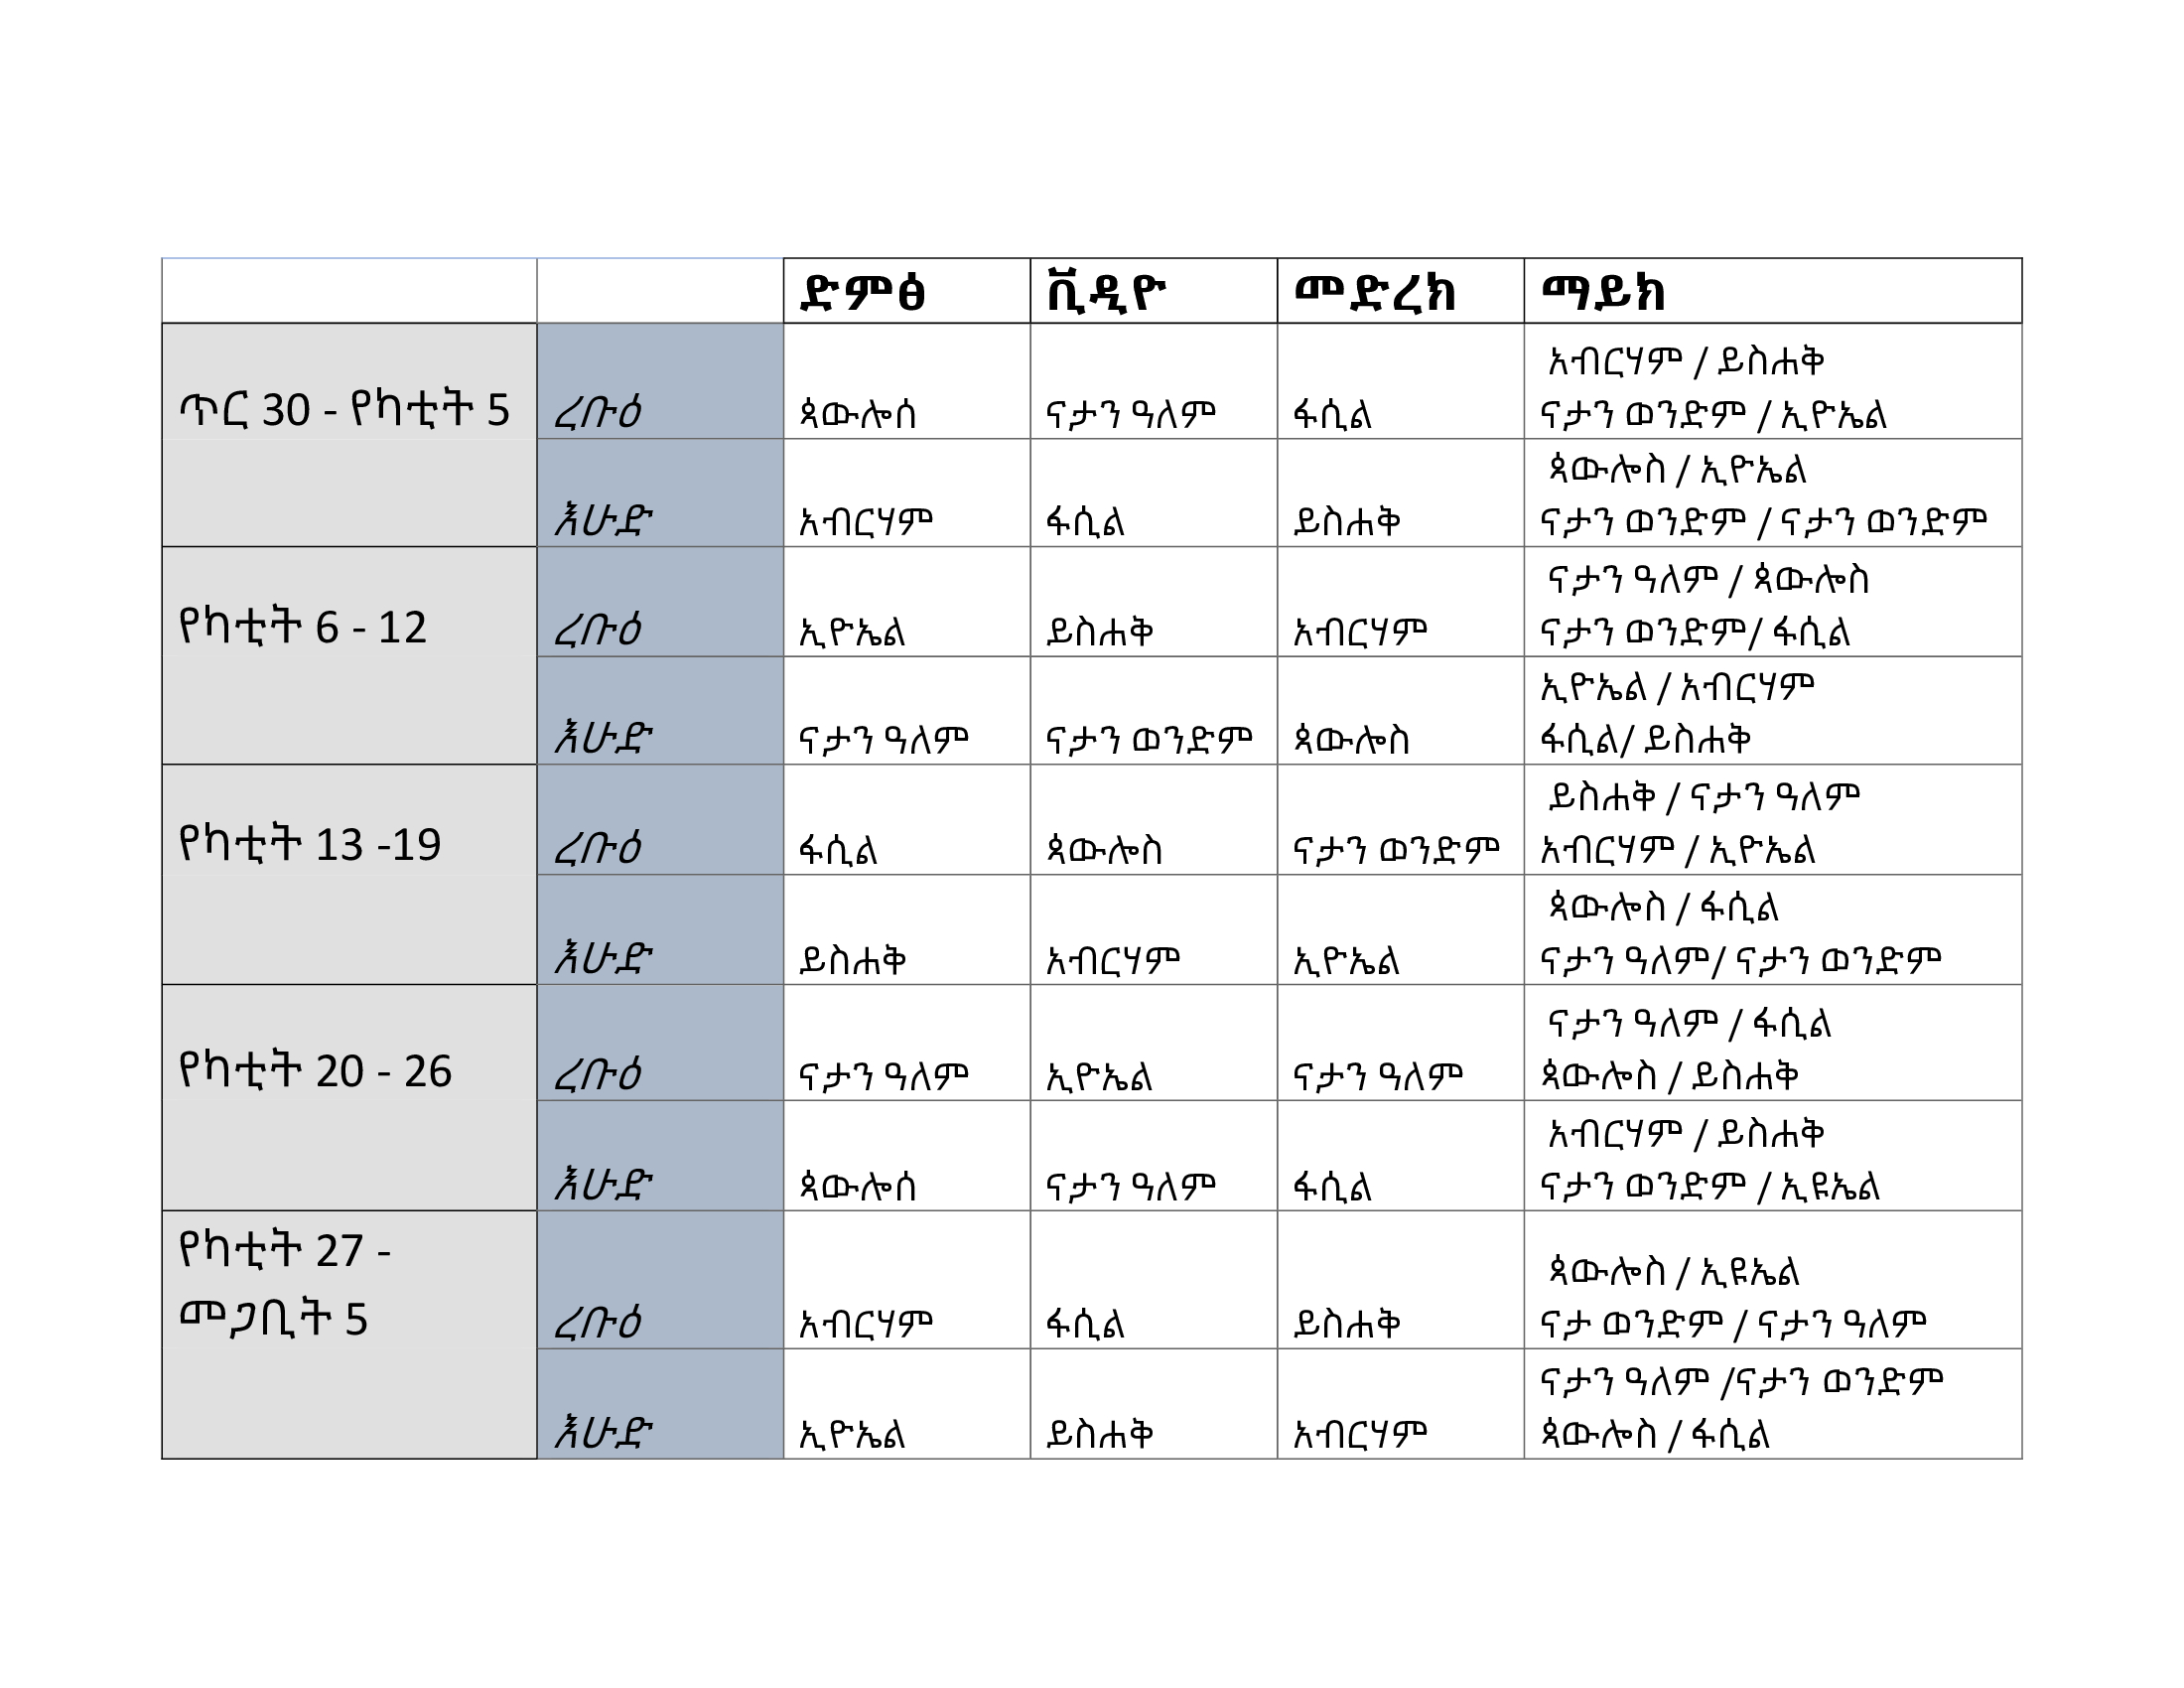 ድምፅ ቪዲዮ መድረክ ማይክ
አብርሃም / ይስሐቅ
ጥር 30 - የካቲት 5 ረቡዕ ጳውሎሰ ናታን ዓለም ፋሲል ናታን ወንድም / ኢዮኤል
ጳውሎስ / ኢዮኤል
እሁድ አብርሃም ፋሲል ይስሐቅ ናታን ወንድም / ናታን ወንድም
ናታን ዓለም / ጳውሎስ
የካቲት 6 - 12 ረቡዕ ኢዮኤል ይስሐቅ አብርሃም ናታን ወንድም/ ፋሲል
ኢዮኤል / አብርሃም
እሁድ ናታን ዓለም ናታን ወንድም ጳውሎስ ፋሲል/ ይስሐቅ
ይስሐቅ / ናታን ዓለም
የካቲት 13 -19 ረቡዕ ፋሲል ጳውሎስ ናታን ወንድም አብርሃም / ኢዮኤል
ጳውሎስ / ፋሲል
እሁድ ይስሐቅ አብርሃም ኢዮኤል ናታን ዓለም/ ናታን ወንድም
ናታን ዓለም / ፋሲል
የካቲት 20 - 26 ረቡዕ ናታን ዓለም ኢዮኤል ናታን ዓለም ጳውሎስ / ይስሐቅ
አብርሃም / ይስሐቅ
እሁድ ጳውሎሰ ናታን ዓለም ፋሲል ናታን ወንድም / ኢዩኤል
የካቲት 27 -
ጳውሎስ / ኢዩኤል
መጋቢት 5 ረቡዕ አብርሃም ፋሲል ይስሐቅ ናታ ወንድም / ናታን ዓለም
ናታን ዓለም /ናታን ወንድም
እሁድ ኢዮኤል ይስሐቅ አብርሃም ጳውሎስ / ፋሲል